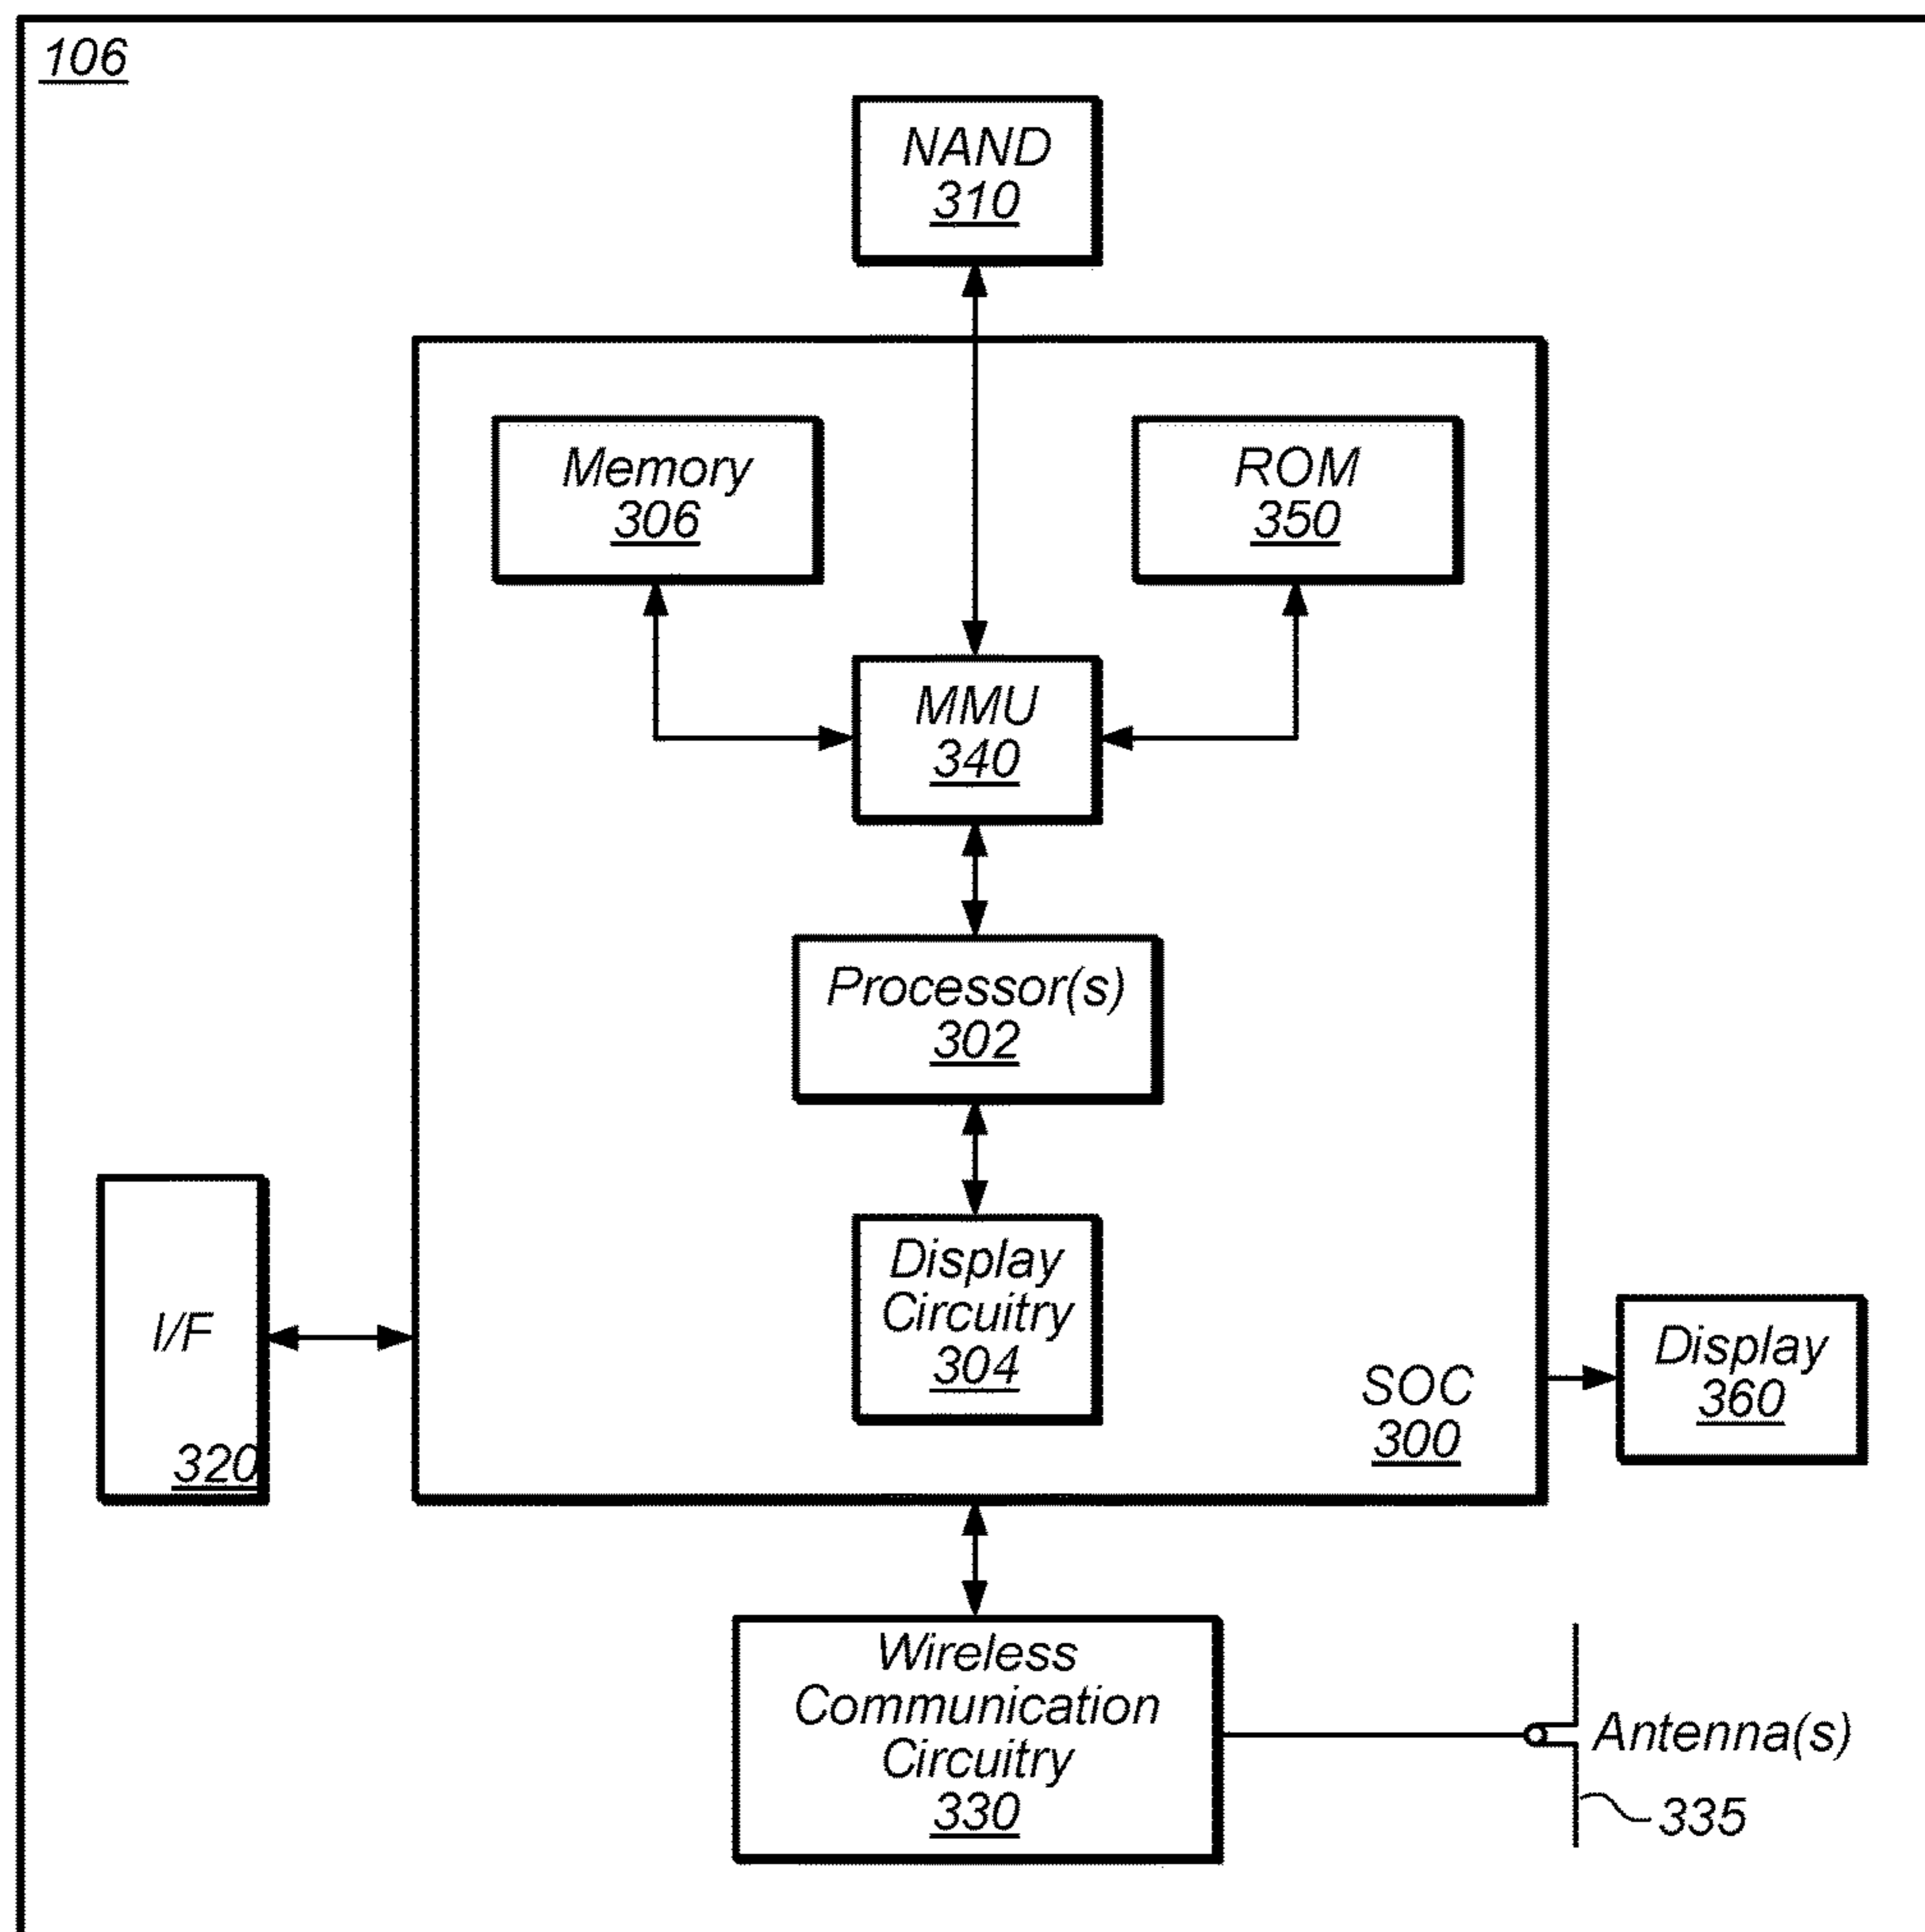 106
NAND
310
Memory
306
ROM
350
MMU
340
Processor(s)
302
Display
Circuitry
304
I/F
320
SOC
300
Display
360
Wireless
Communication
Circuitry
330
Antenna(s)
335